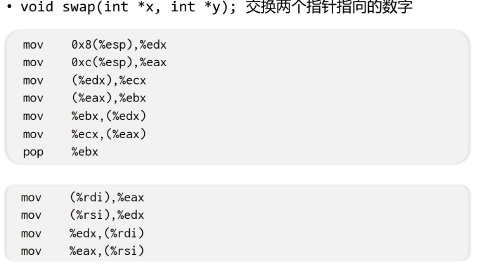 • void swap(int *x, int *y); 交换两个指针指向的数字
mov 0x8(%esp),%edx
mov 0xc(%esp),%eax
mov (%edx),%ecx
mov (%eax),%ebx
mov %ebx,(%edx)
mov %ecx,(%eax)
pop %ebx
mov (%rdi),%eax
mov (%rsi),%edx
mov %edx,(%rdi)
mov %eax,(%rsi)